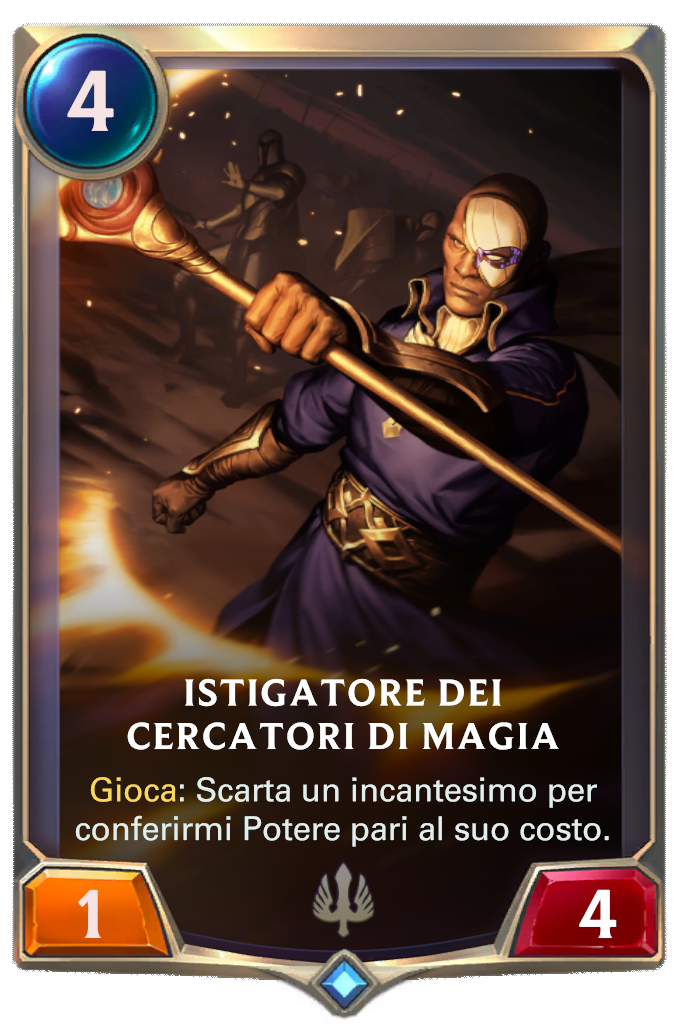 4
ISTIGATORE DEI
CERCATORI DI MAGIA
Gioca: Scarta un incantesimo per
conferirmi Potere pari al suo costo.
1
4